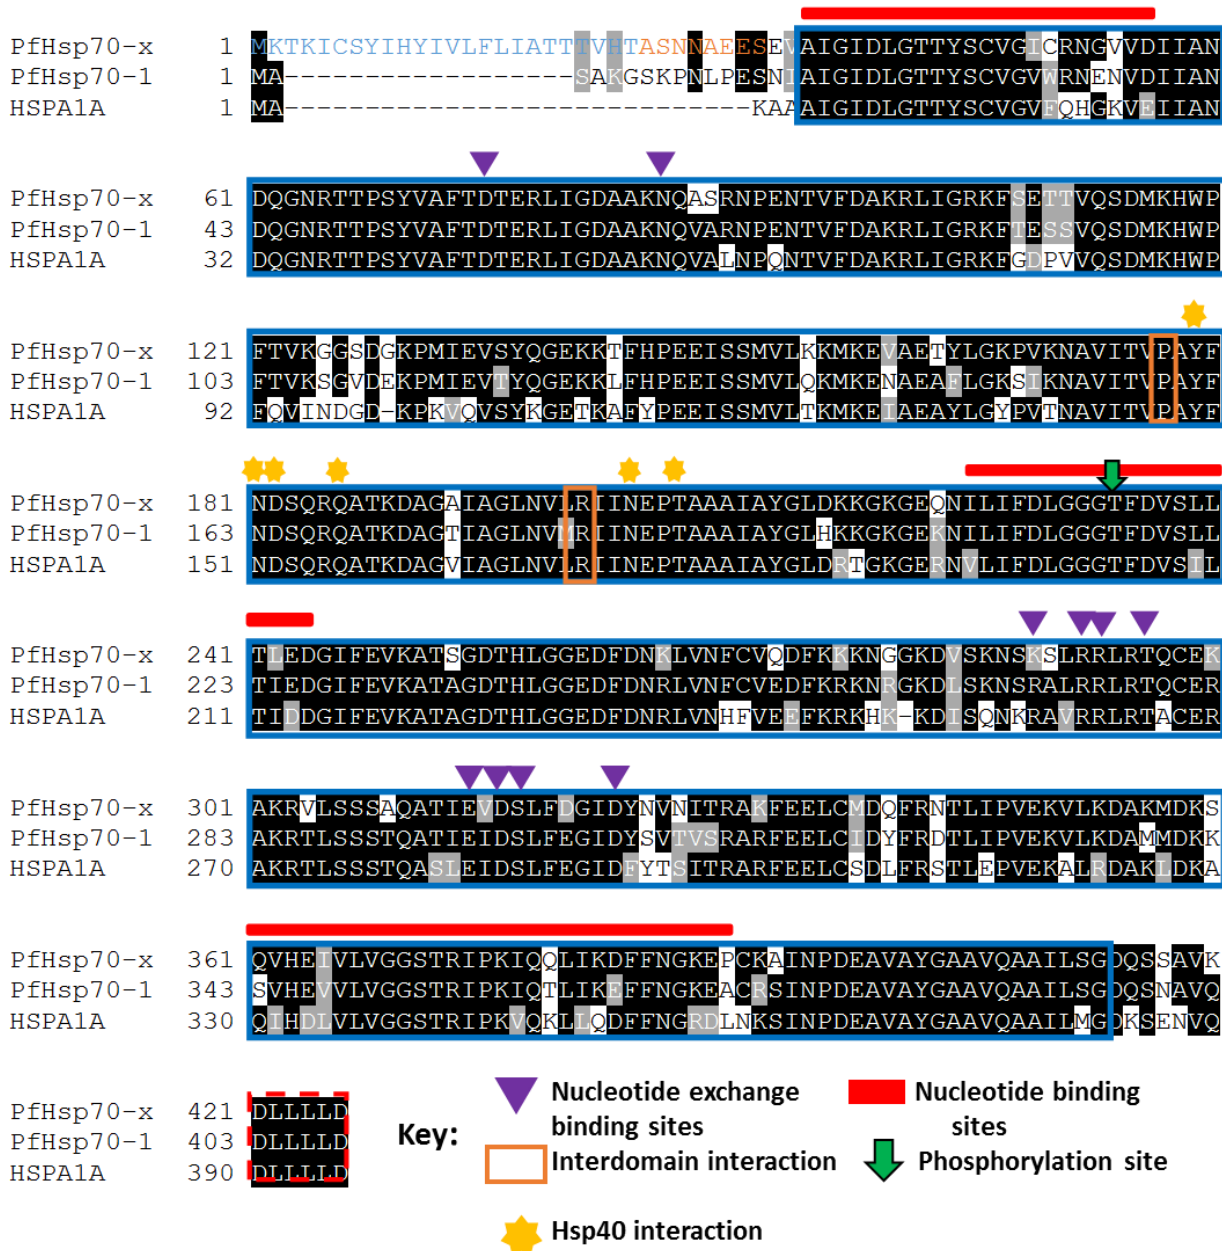 PfHsp70-x 1 MKTKICSYIHYIVLFLIATTTVHTASNNAEESEVAIGIDLGTTYSCVGICRNGVVDIIAN
PfHsp70-1 1 MA------------------SAKGSKPNLPESNIAIGIDLGTTYSCVGVWRNENVDIIAN
HSPA1A 1 MA-----------------------------KAAAIGIDLGTTYSCVGVFQHGKVEIIAN
PfHsp70-x 61 DQGNRTTPSYVAFTDTERLIGDAAKNQASRNPENTVFDAKRLIGRKFSETTVQSDMKHWP
PfHsp70-1 43 DQGNRTTPSYVAFTDTERLIGDAAKNQVARNPENTVFDAKRLIGRKFTESSVQSDMKHWP
HSPA1A 32 DQGNRTTPSYVAFTDTERLIGDAAKNQVALNPQNTVFDAKRLIGRKFGDPVVQSDMKHWP
PfHsp70-x 121 FTVKGGSDGKPMIEVSYQGEKKTFHPEEISSMVLKKMKEVAETYLGKPVKNAVITVPAYF
PfHsp70-1 103 FTVKSGVDEKPMIEVTYQGEKKLFHPEEISSMVLQKMKENAEAFLGKSIKNAVITVPAYF
HSPA1A 92 FQVINDGD-KPKVQVSYKGETKAFYPEEISSMVLTKMKEIAEAYLGYPVTNAVITVPAYF
PfHsp70-x 181 NDSQRQATKDAGAIAGLNVLRIINEPTAAAIAYGLDKKGKGEQNILIFDLGGGTFDVSLL
PfHsp70-1 163 NDSQRQATKDAGTIAGLNVMRIINEPTAAAIAYGLHKKGKGEKNILIFDLGGGTFDVSLL
HSPA1A 151 NDSQRQATKDAGVIAGLNVLRIINEPTAAAIAYGLDRTGKGERNVLIFDLGGGTFDVSIL
PfHsp70-x 241 TLEDGIFEVKATSGDTHLGGEDFDNKLVNFCVQDFKKKNGGKDVSKNSKSLRRLRTQCEK
PfHsp70-1 223 TIEDGIFEVKATAGDTHLGGEDFDNRLVNFCVEDFKRKNRGKDLSKNSRALRRLRTQCER
HSPA1A 211 TIDDGIFEVKATAGDTHLGGEDFDNRLVNHFVEEFKRKHK-KDISQNKRAVRRLRTACER
PfHsp70-x 301 AKRVLSSSAQATIEVDSLFDGIDYNVNITRAKFEELCMDQFRNTLIPVEKVLKDAKMDKS
PfHsp70-1 283 AKRTLSSSTQATIEIDSLFEGIDYSVTVSRARFEELCIDYFRDTLIPVEKVLKDAMMDKK
HSPA1A 270 AKRTLSSSTQASLEIDSLFEGIDFYTSITRARFEELCSDLFRSTLEPVEKALRDAKLDKA
PfHsp70-x 361 QVHEIVLVGGSTRIPKIQQLIKDFFNGKEPCKAINPDEAVAYGAAVQAAILSGDQSSAVK
PfHsp70-1 343 SVHEVVLVGGSTRIPKIQTLIKEFFNGKEACRSINPDEAVAYGAAVQAAILSGDQSNAVQ
HSPA1A 330 QIHDLVLVGGSTRIPKVQKLLQDFFNGRDLNKSINPDEAVAYGAAVQAAILMGDKSENVQ
PfHsp70-x 421 DLLLLD
PfHsp70-1 403 DLLLLD
HSPA1A 390 DLLLLD
Key:
Nucleotide exchange
binding sites
Nucleotide binding
sites
Interdomain interaction
Phosphorylation site
Hsp40 interaction